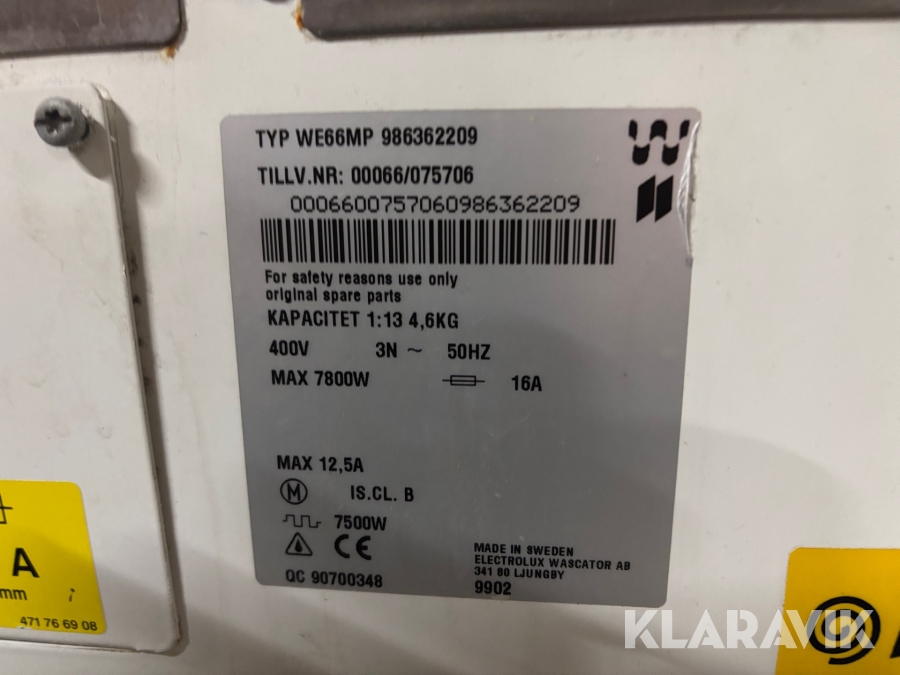 TYP WE66MP 986362209
TILLV.NR: 00066/075706
0006600757060986362209
For safety reasons use only
original spare parts
KAPACITET 1:13 4,6KG
400V 3N ~ 50HZ
MAX 7800W 16A
MAX 12,5A
M IS.CL. B
7500W
CE
QC 90700348
MADE IN SWEDEN
ELECTROLUX WASCATOR AB
341 80 LJUNGBY
9902
A
mm
471 76 69 08
KLARAVIK